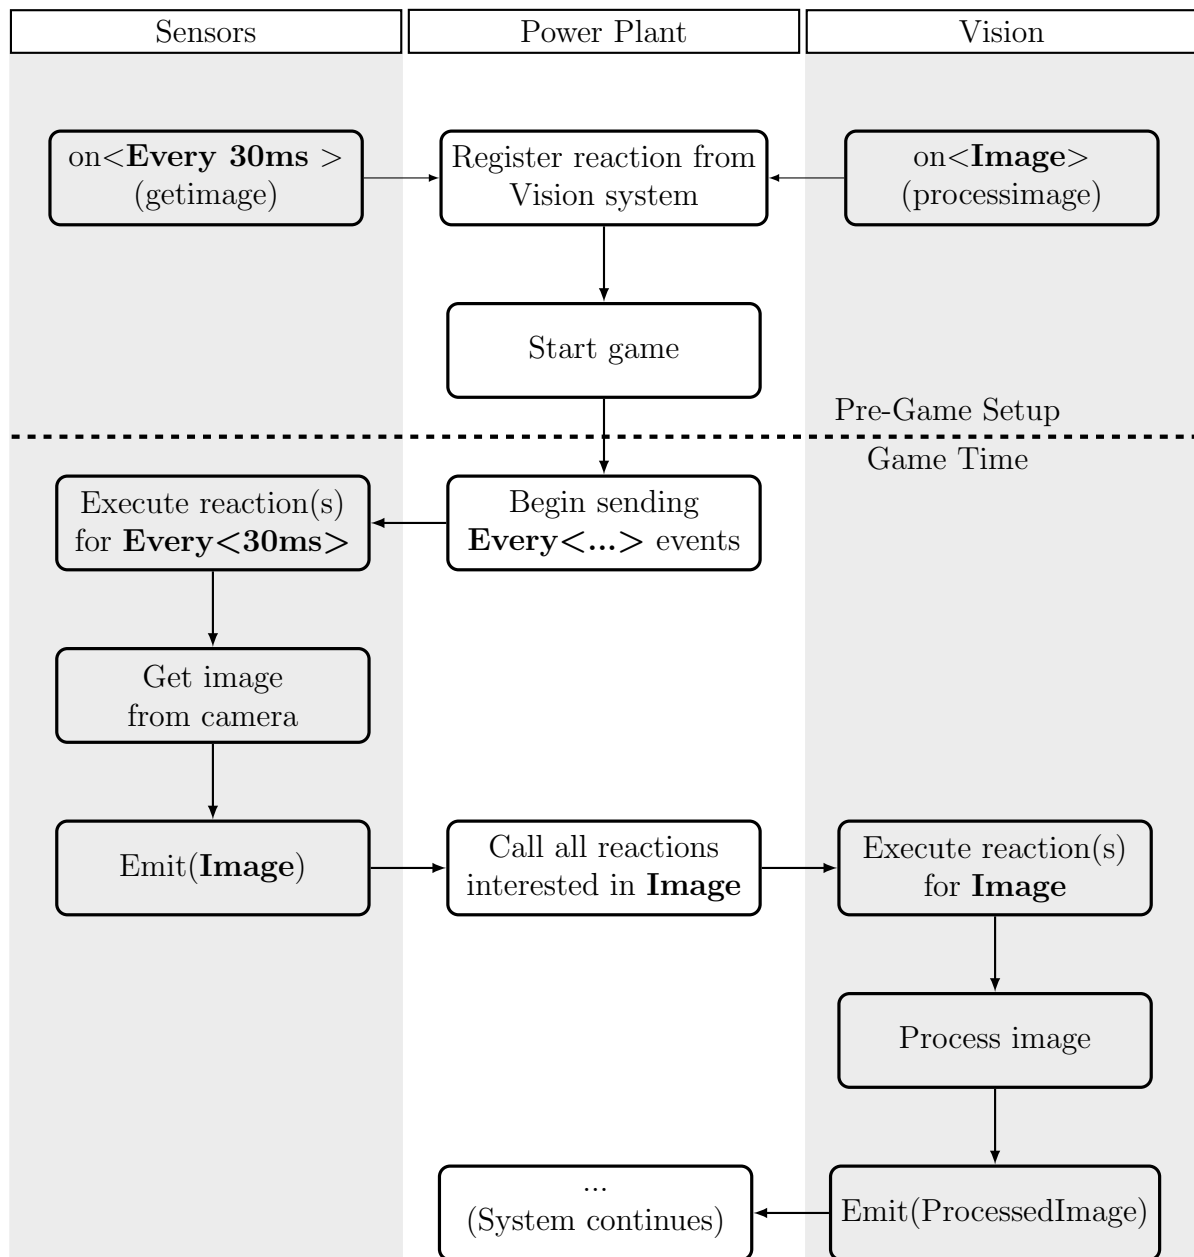 Sensors
Power Plant
Vision
on<Every 30ms >
(getimage)
Register reaction from
Vision system
on<Image>
(processimage)
Start game
Pre-Game Setup
Game Time
Execute reaction(s)
for Every<30ms>
Begin sending
Every<...> events
Get image
from camera
Emit(Image)
Call all reactions
interested in Image
Execute reaction(s)
for Image
Process image
...
(System continues)
Emit(ProcessedImage)